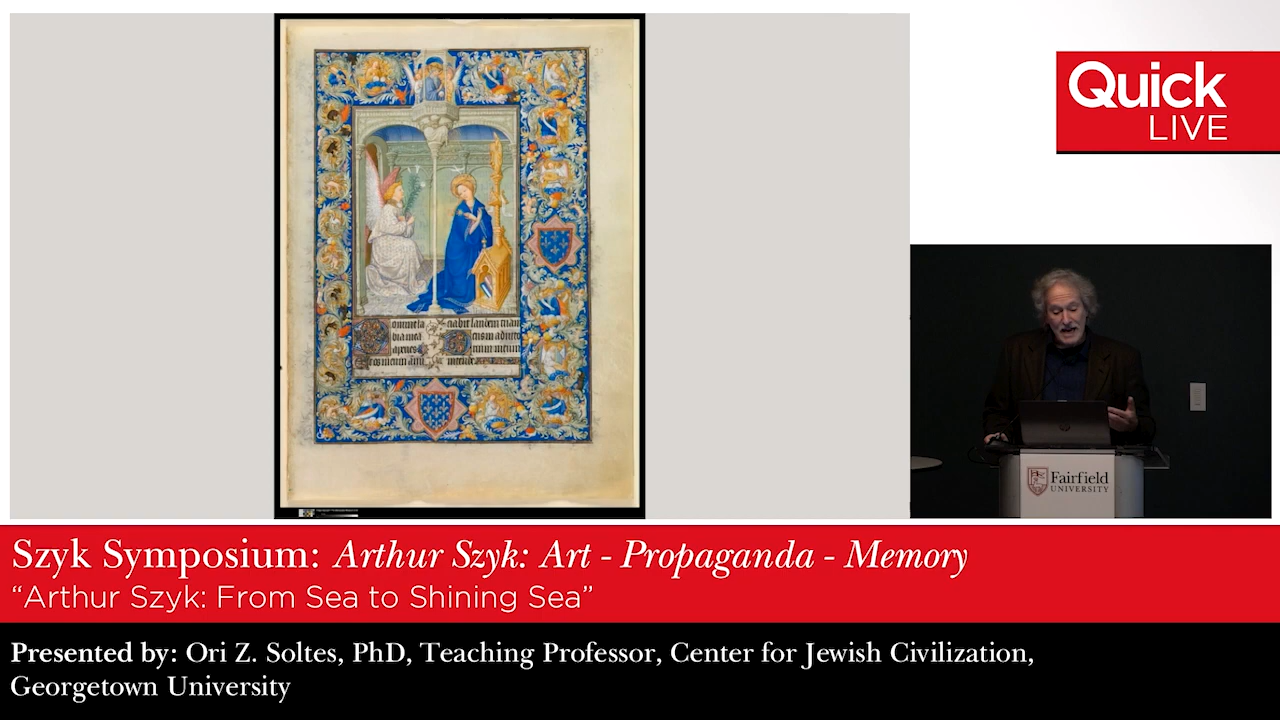 Quick
LIVE
Fairfield
UNIVERSITY
Szyk Symposium: Arthur Szyk: Art - Propaganda - Memory
“Arthur Szyk: From Sea to Shining Sea”
Presented by: Ori Z. Soltes, PhD, Teaching Professor, Center for Jewish Civilization,
Georgetown University